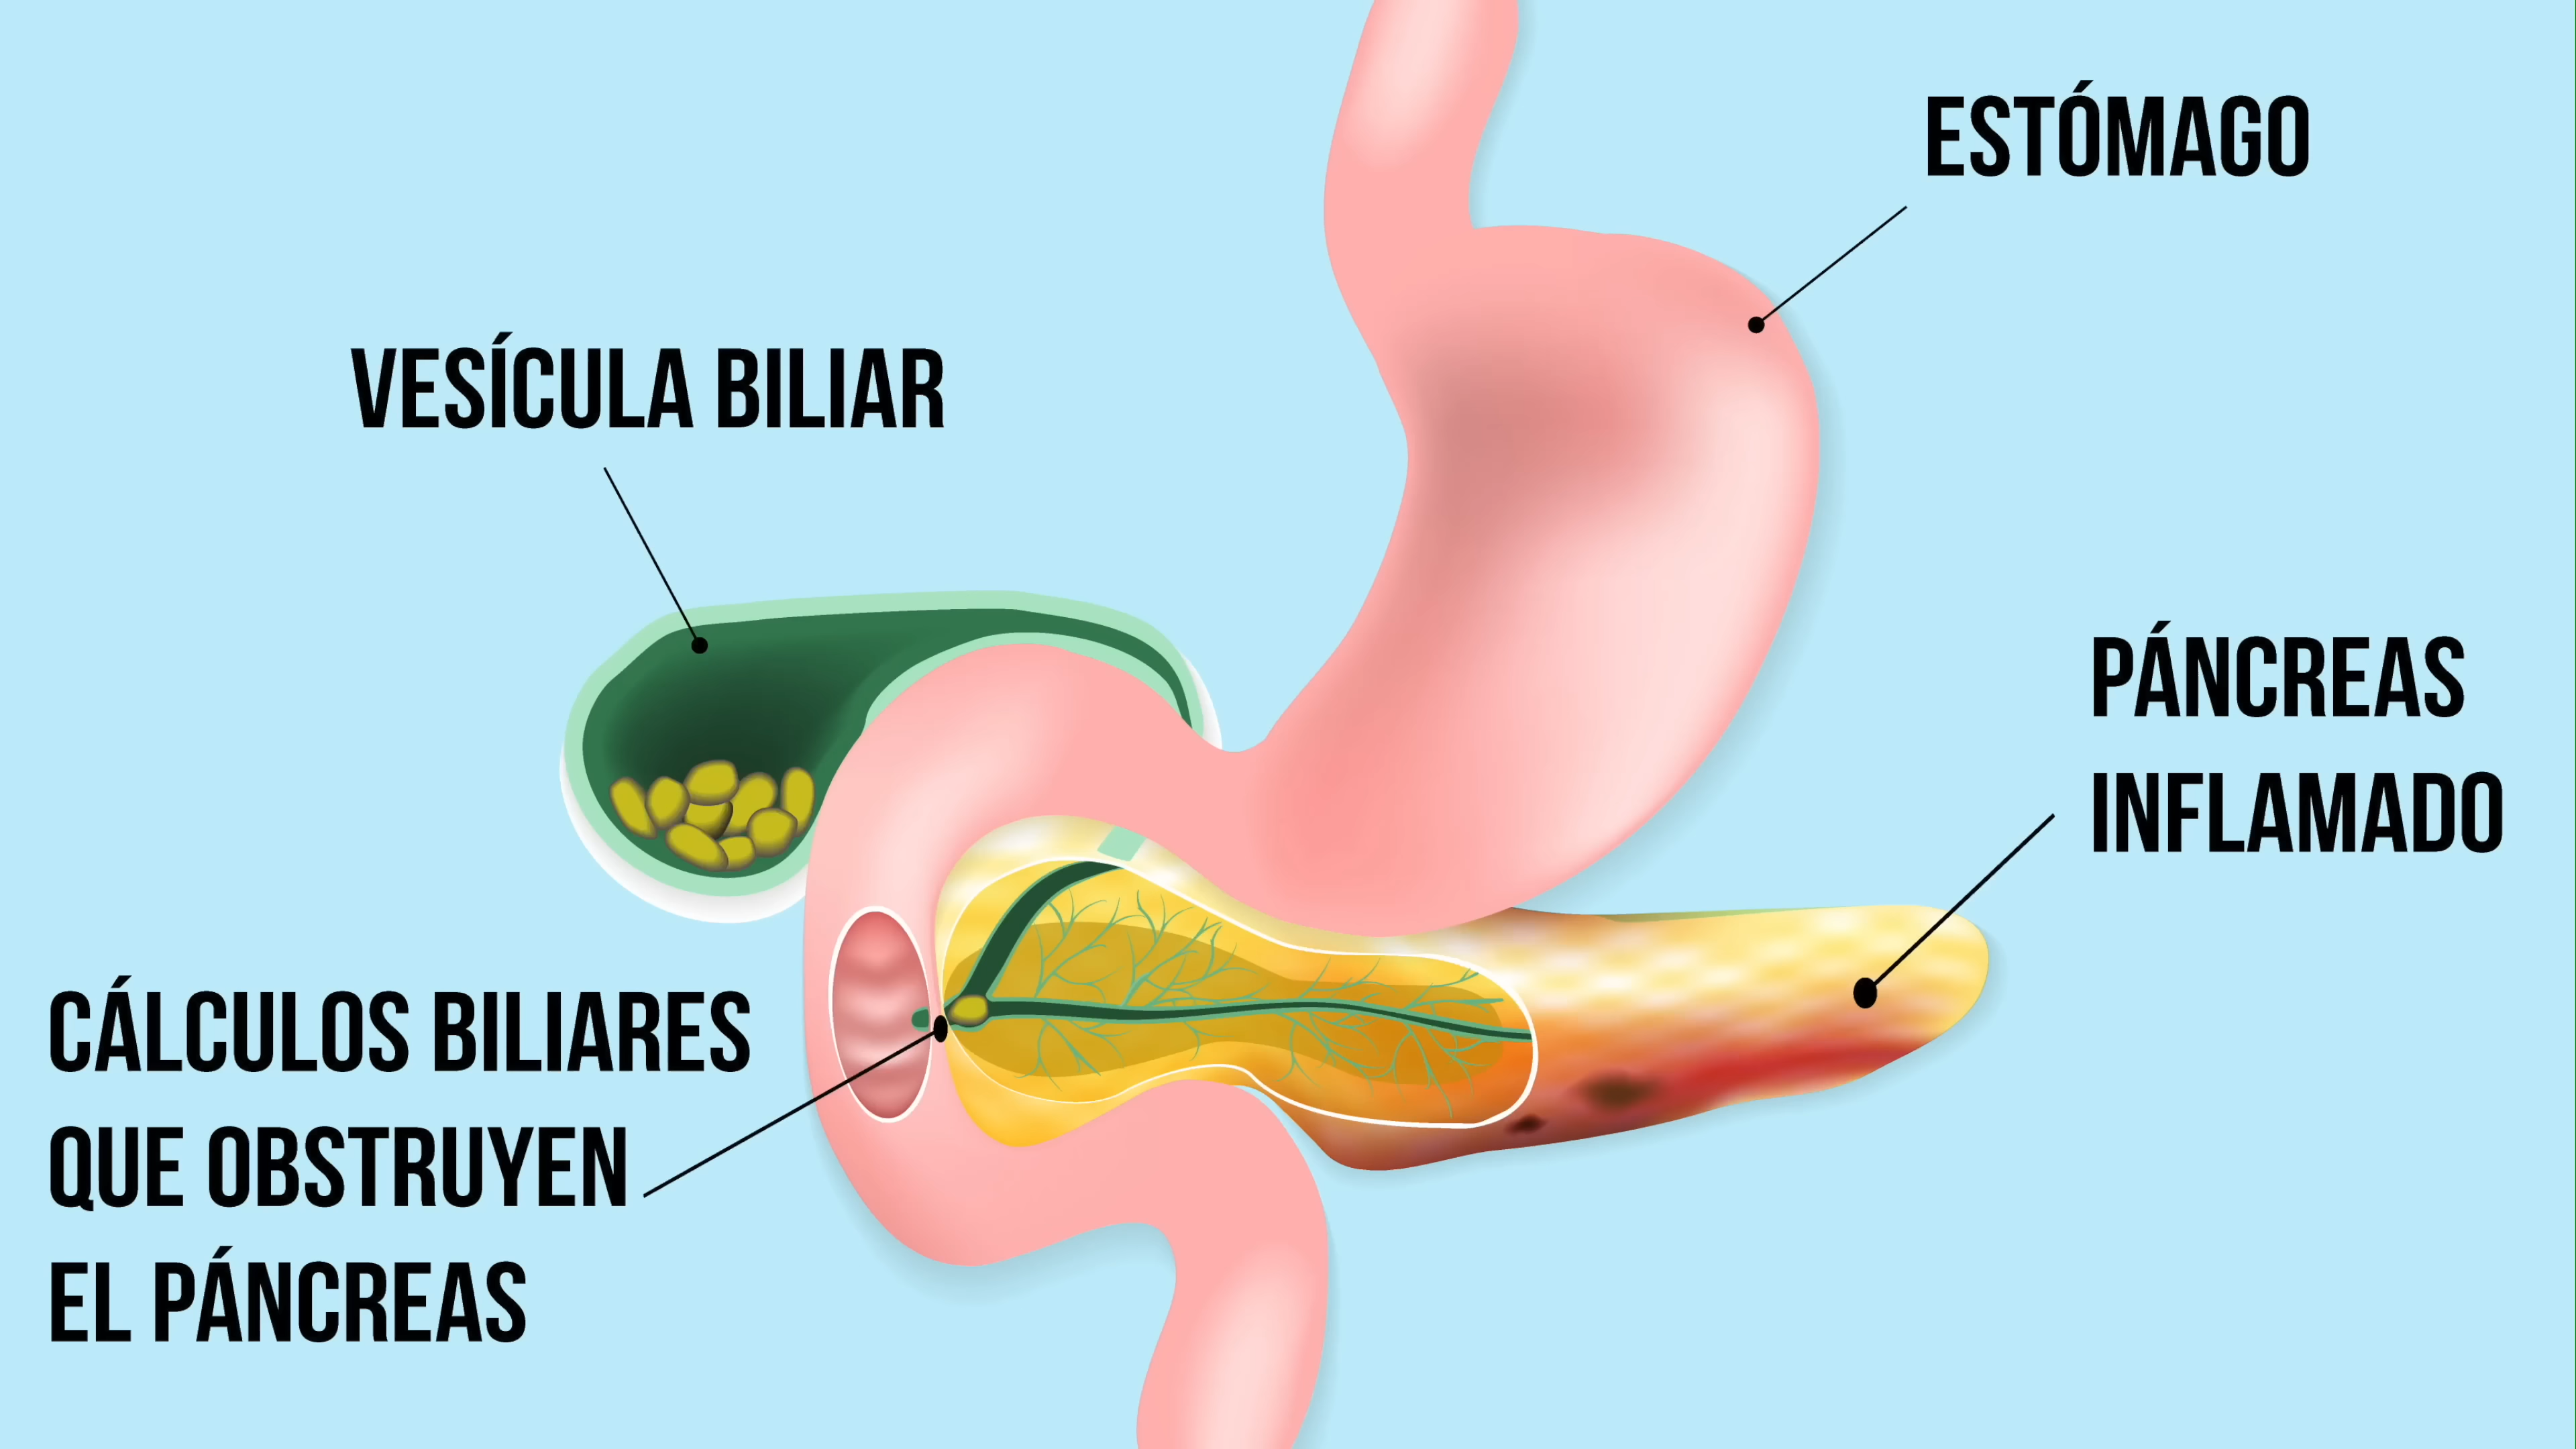 ESTÓMAGO
VESÍCULA BILIAR
PÁNCREAS
INFLAMADO
CÁLCULOS BILIARES
QUE OBSTRUYEN
EL PÁNCREAS